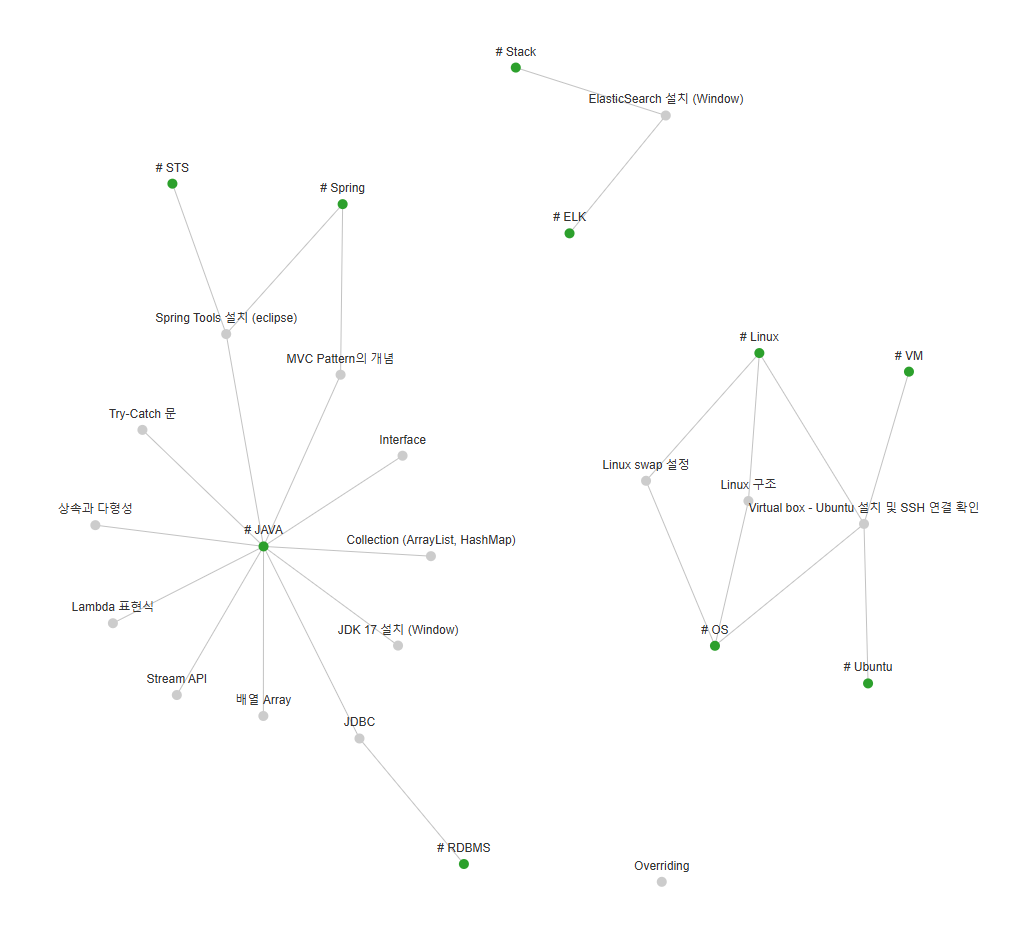 # Stack
ElasticSearch 설치 (Window)
# STS
# Spring
# ELK
Spring Tools 설치 (eclipse)
# Linux
MVC Pattern의 개념
# VM
Try-Catch 문
Interface
Linux swap 설정
Linux 구조
상속과 다형성
Virtual box - Ubuntu 설치 및 SSH 연결 확인
# JAVA
Collection (ArrayList, HashMap)
Lambda 표현식
JDK 17 설치 (Window)
# OS
# Ubuntu
Stream API
배열 Array
JDBC
# RDBMS
Overriding